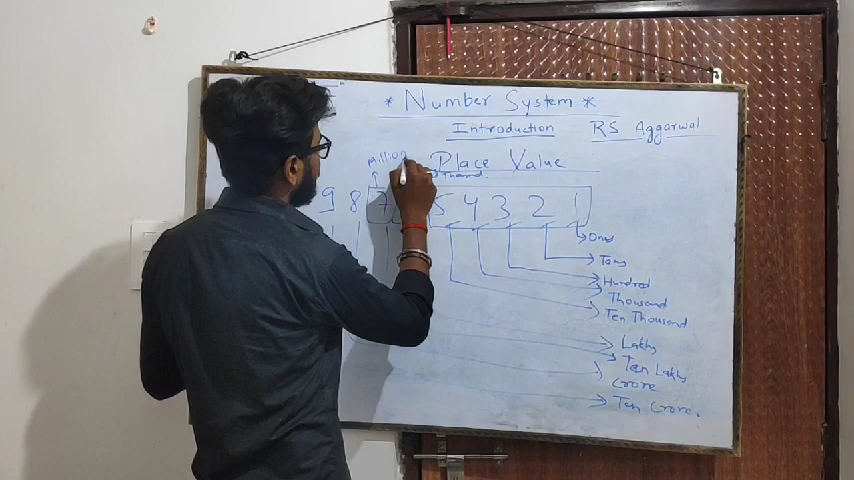 * Number System *
Introduction RS Aggarwal
Place Value
Million
9 8 7 5 4 3 2 1
Ones
Tens
Hundred
Thousand
Ten Thousand
Lakhs
Ten Lakhs
Crore
Ten Crore.